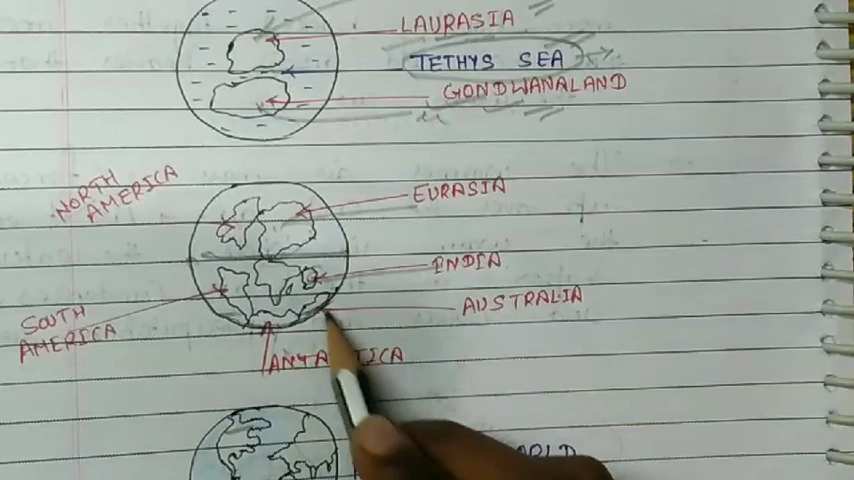 LAURASIA
TETHYS SEA
GONDWANALAND
NORTH
AMERICA
EURASIA
INDIA
AUSTRALIA
SOUTH
AMERICA